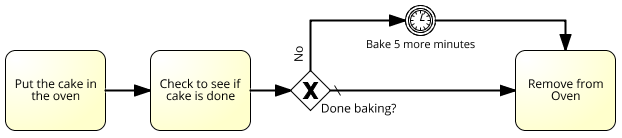 No
Bake 5 more minutes
Put the cake in
the oven
Check to see if
cake is done
X
Done baking?
Remove from
Oven